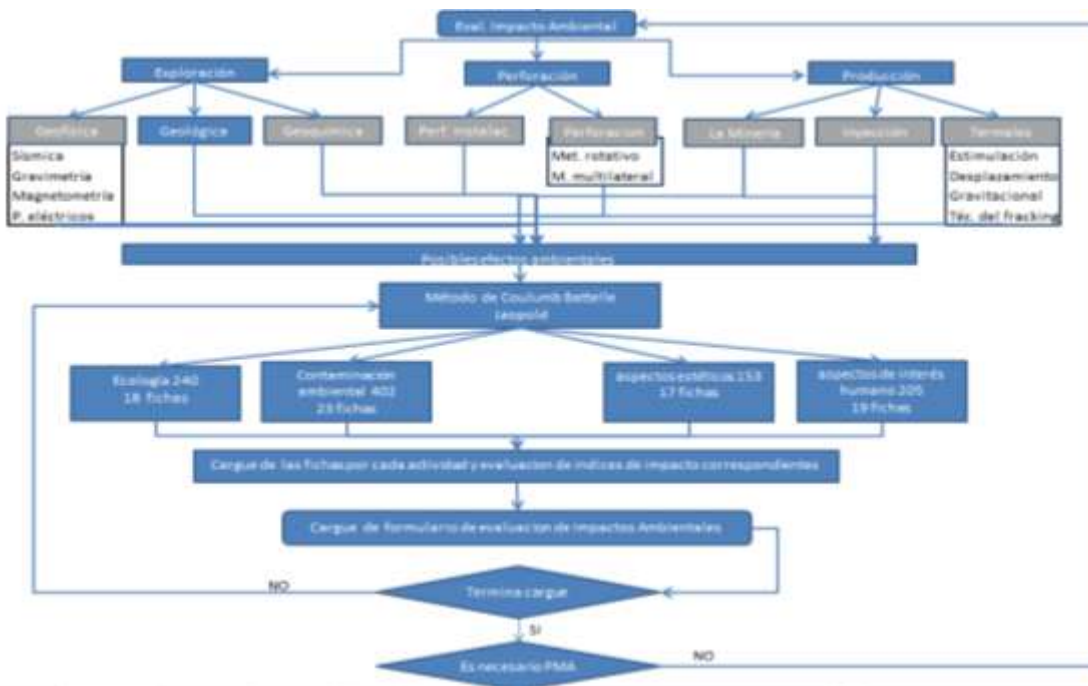 Eval. Impacto Ambiental
Exploración
Perforación
Producción
Geofísica
Geológica
Geoquímica
Perf. Instalac.
Perforacion
La Minería
Inyección
Termales
Sísmica
Gravimetría
Magnetometría
P. eléctricos
Met. rotativo
M. multilateral
Estimulación
Desplazamiento
Gravitacional
Téc. del fracking
Posibles efectos ambientales
Método de Coulumb Battelle
Leopold
Ecología 240
18 fichas
Contaminación
ambiental 402
23 fichas
aspectos estéticos 153
17 fichas
aspectos de interés
humano 205
19 fichas
Cargue de las fichas por cada actividad y evaluacion de indices de impacto correspondientes
Cargue de formulario de evaluacion de Impactos Ambientales
NO
Termina cargue
SI
Es necesario PMA
NO